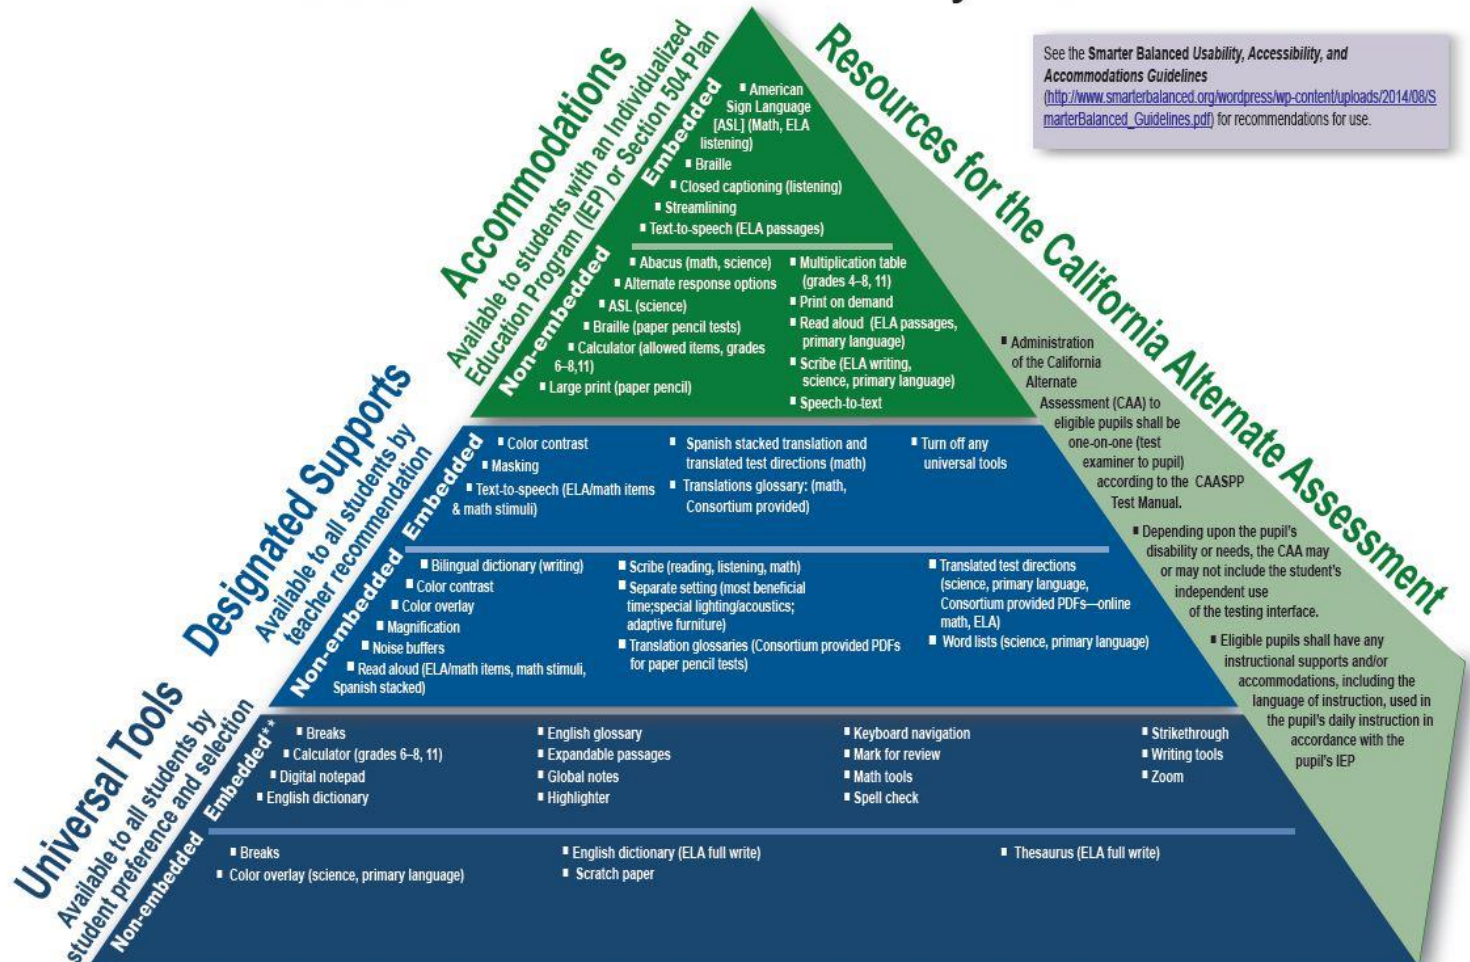 See the Smarter Balanced Usability, Accessibility, and
Accommodations Guidelines
(http://www.smarterbalanced.org/wordpress/wp-content/uploads/2014/08/S
marterBalanced_Guidelines.pdf) for recommendations for use.
Accommodations
Available to students with an Individualized
Education Program (IEP) or Section 504 Plan
Embedded
▪ American
Sign Language
[ASL] (Math, ELA
listening)
▪ Braille
▪ Closed captioning (listening)
▪ Streamlining
▪ Text-to-speech (ELA passages)
Non-embedded
▪ Abacus (math, science)
▪ Alternate response options
▪ ASL (science)
▪ Braille (paper pencil tests)
▪ Calculator (allowed items, grades
6–8,11)
▪ Large print (paper pencil)
▪ Multiplication table
(grades 4–8, 11)
▪ Print on demand
▪ Read aloud (ELA passages,
primary language)
▪ Scribe (ELA writing,
science, primary language)
▪ Speech-to-text
Designated Supports
Available to all students by
teacher recommendation
Embedded
▪ Color contrast
▪ Masking
▪ Text-to-speech (ELA/math items
& math stimuli)
▪ Spanish stacked translation and
translated test directions (math)
▪ Translations glossary: (math,
Consortium provided)
▪ Turn off any
universal tools
Non-embedded
▪ Bilingual dictionary (writing)
▪ Color contrast
▪ Color overlay
▪ Magnification
▪ Noise buffers
▪ Read aloud (ELA/math items, math stimuli,
Spanish stacked)
▪ Scribe (reading, listening, math)
▪ Separate setting (most beneficial
time;special lighting/acoustics;
adaptive furniture)
▪ Translation glossaries (Consortium provided PDFs
for paper pencil tests)
▪ Translated test directions
(science, primary language,
Consortium provided PDFs—online
math, ELA)
▪ Word lists (science, primary language)
Universal Tools
Available to all students by
student preference and selection
Embedded**
▪ Breaks
▪ Calculator (grades 6–8, 11)
▪ Digital notepad
▪ English dictionary
▪ English glossary
▪ Expandable passages
▪ Global notes
▪ Highlighter
▪ Keyboard navigation
▪ Mark for review
▪ Math tools
▪ Spell check
▪ Strikethrough
▪ Writing tools
▪ Zoom
Non-embedded
▪ Breaks
▪ Color overlay (science, primary language)
▪ English dictionary (ELA full write)
▪ Scratch paper
▪ Thesaurus (ELA full write)
Resources for the California Alternate Assessment
▪ Administration
of the California
Alternate
Assessment (CAA) to
eligible pupils shall be
one-on-one (test
examiner to pupil)
according to the CAASPP
Test Manual.
▪ Depending upon the pupil's
disability or needs, the CAA may
or may not include the student's
independent use
of the testing interface.
▪ Eligible pupils shall have any
instructional supports and/or
accommodations, including the
language of instruction, used in
the pupil's daily instruction in
accordance with the
pupil's IEP